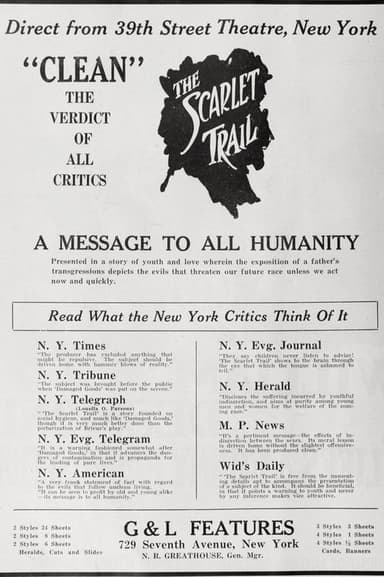 Direct from 39th Street Theatre, New York
"CLEAN"
THE
VERDICT
OF
ALL
CRITICS
THE
SCARLET
TRAIL
A MESSAGE TO ALL HUMANITY
Presented in a story of youth and love wherein the exposition of a father's
transgressions depicts the evils that threaten our future race unless we act
now and quickly.
Read What the New York Critics Think Of It
N. Y. Times
"The producer has excluded anything that
might be repulsive. The subject should be
driven home with hammer blows of reality."
N. Y. Tribune
"The subject was brought before the public
when 'Damaged Goods' was put on the screen."
N. Y. Telegraph
(Louella O. Parsons)
"'The Scarlet Trail' is a story founded on
social hygiene, and much like 'Damaged Goods,'
though it is very much better done than the
picturization of Brieux's play."
N. Y. Evg. Telegram
"It is a warning somewhat after
'Damaged Goods,' in that it advances the dan-
gers of contamination and is propaganda for
the leading of pure lives."
N. Y. American
"A very frank statement of fact with regard
to the evils that follow unclean living.
"It can be seen to profit by old and young alike
—its message is to all humanity."
N. Y. Evg. Journal
"They say children never listen to advice!
'The Scarlet Trail' shows to the brain through
the eye that which the tongue is ashamed to
tell."
N. Y. Herald
"Discloses the suffering incurred by youthful
indiscretion, and aims at purity among young
men and women for the welfare of the com-
ing race."
M. P. News
"It's a pertinent message—the effects of in-
discretion between the sexes. Its moral lesson
is driven home without the slightest offensive-
ness. It has been produced clean."
Wid's Daily
"'The Scarlet Trail' is free from the
details apt to accompany the presentation
of a subject of the kind. It should be beneficial
in that it points a warning to youth and never
by any inference makes vice attractive.
2 Styles 24 Sheets
2 Styles 8 Sheets
2 Styles 6 Sheets
Heralds, Cuts and Slides
G & L FEATURES
729 Seventh Avenue, New York
N. R. GREATHOUSE, Gen. Mgr.
3 Styles 3 Sheets
4 Styles 1 Sheets
4 Styles ½ Sheets
Cards, Banners